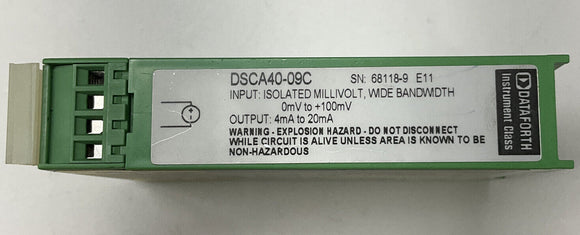 DSCA40-09C SN: 68118-9 E11
INPUT: ISOLATED MILLIVOLT, WIDE BANDWIDTH
0mV to +100mV
OUTPUT: 4mA to 20mA
WARNING - EXPLOSION HAZARD - DO NOT DISCONNECT
WHILE CIRCUIT IS ALIVE UNLESS AREA IS KNOWN TO BE
NON-HAZARDOUS
DATAFORTH
Instrument Class